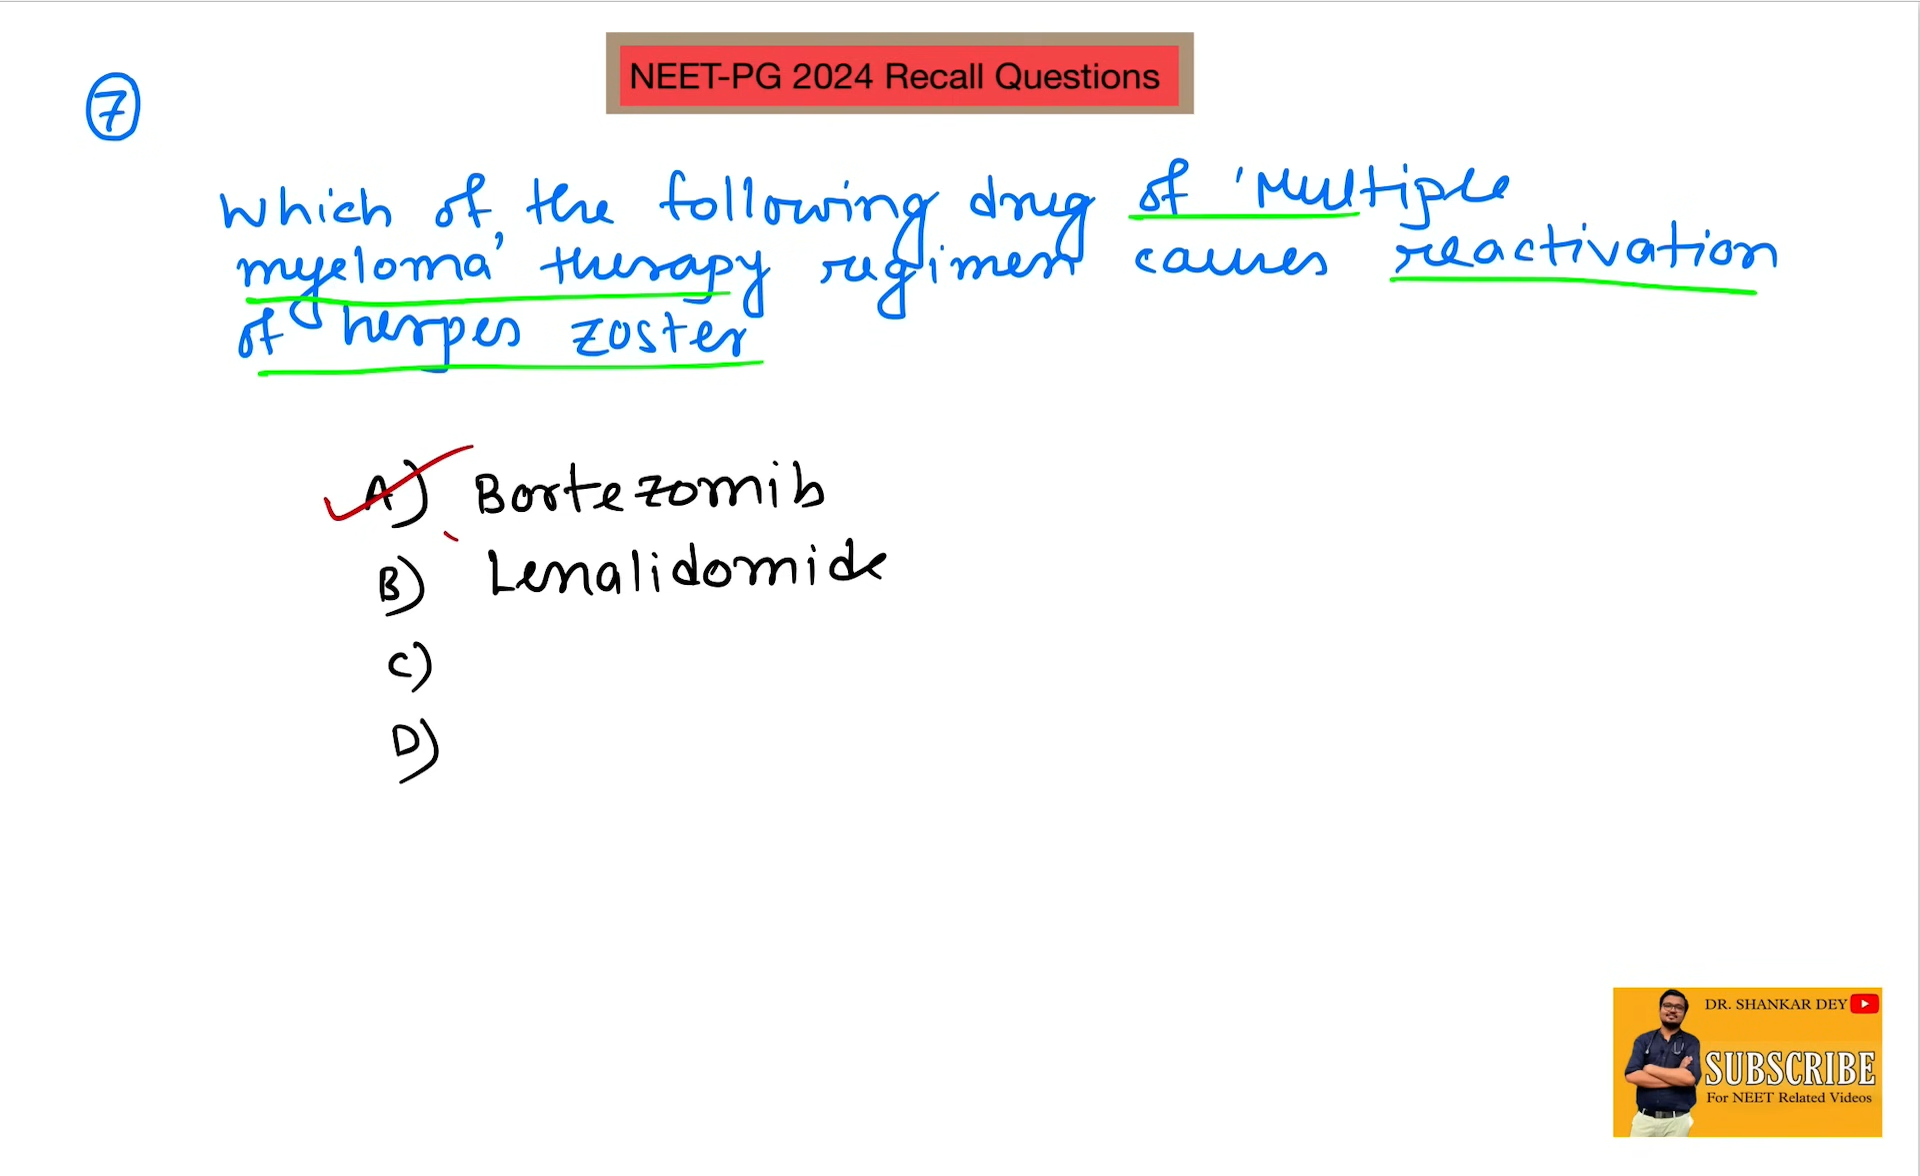 NEET-PG 2024 Recall Questions
7
Which of the following drug of 'Multiple
myeloma' therapy regimen causes reactivation
of herpes zoster
A) Bortezomib
B) Lenalidomide
C)
D)
DR. SHANKAR DEY
SUBSCRIBE
For NEET Related Videos